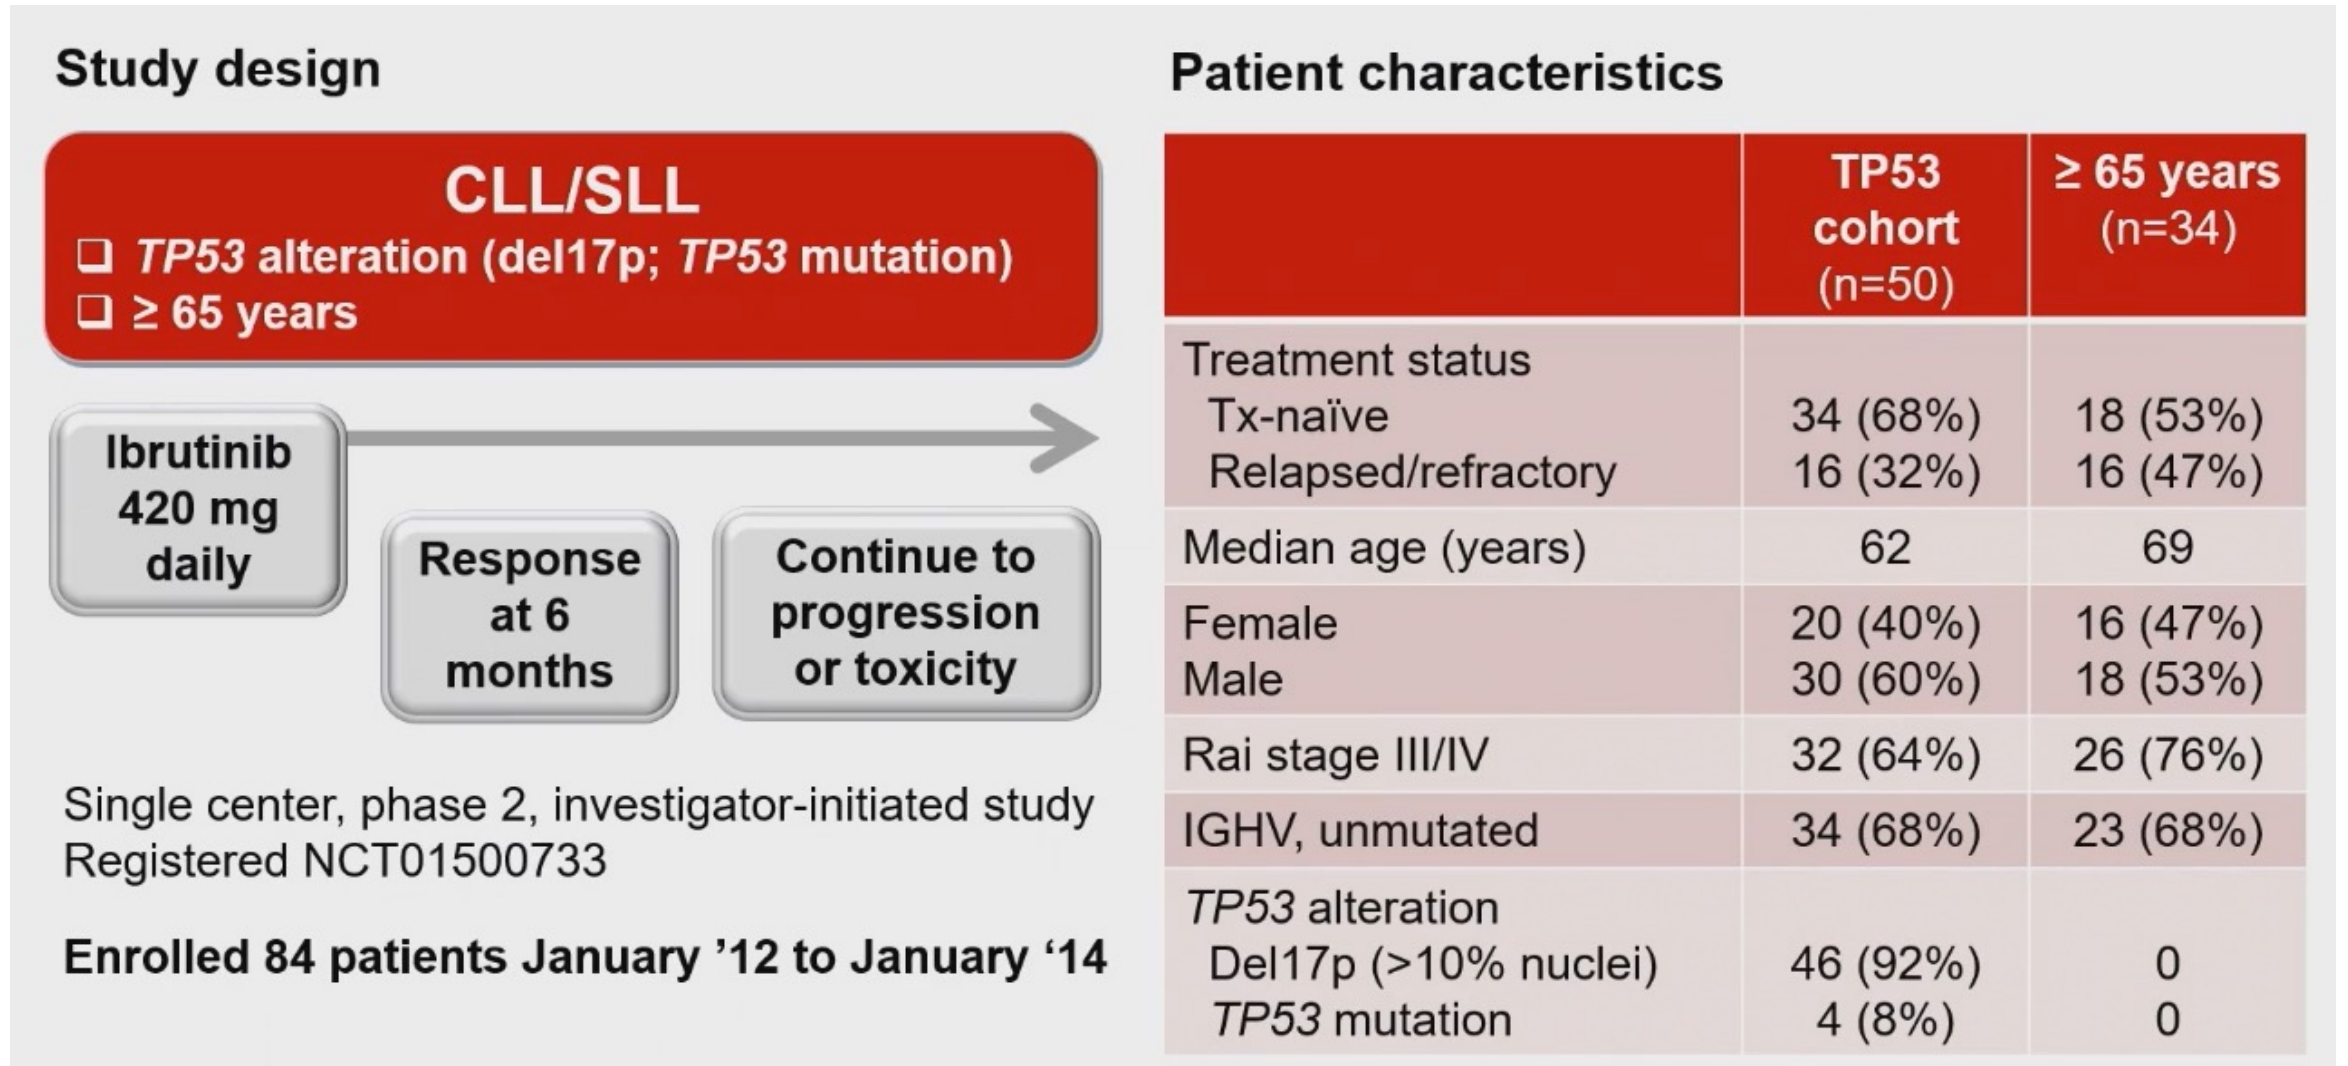 Study design
CLL/SLL
❑ TP53 alteration (del17p; TP53 mutation)
❑ ≥ 65 years
Ibrutinib
420 mg
daily
Response
at 6
months
Continue to
progression
or toxicity
Single center, phase 2, investigator-initiated study
Registered NCT01500733
Enrolled 84 patients January ’12 to January ‘14
Patient characteristics
TP53
cohort
(n=50)
≥ 65 years
(n=34)
Treatment status
Tx-naïve 34 (68%) 18 (53%)
Relapsed/refractory 16 (32%) 16 (47%)
Median age (years) 62 69
Female 20 (40%) 16 (47%)
Male 30 (60%) 18 (53%)
Rai stage III/IV 32 (64%) 26 (76%)
IGHV, unmutated 34 (68%) 23 (68%)
TP53 alteration
Del17p (>10% nuclei) 46 (92%) 0
TP53 mutation 4 (8%) 0